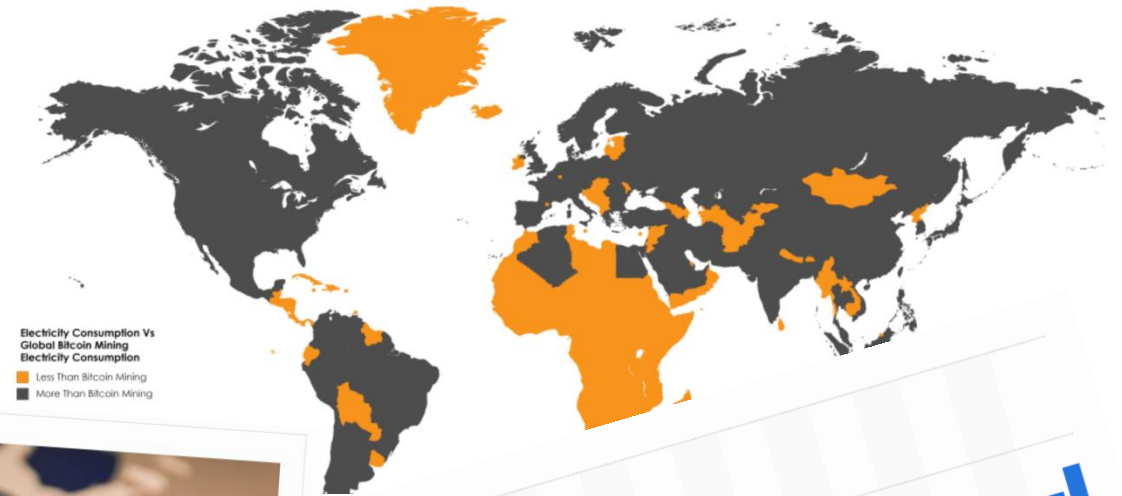 Electricity Consumption Vs
Global Bitcoin Mining
Electricity Consumption
Less Than Bitcoin Mining
More Than Bitcoin Mining